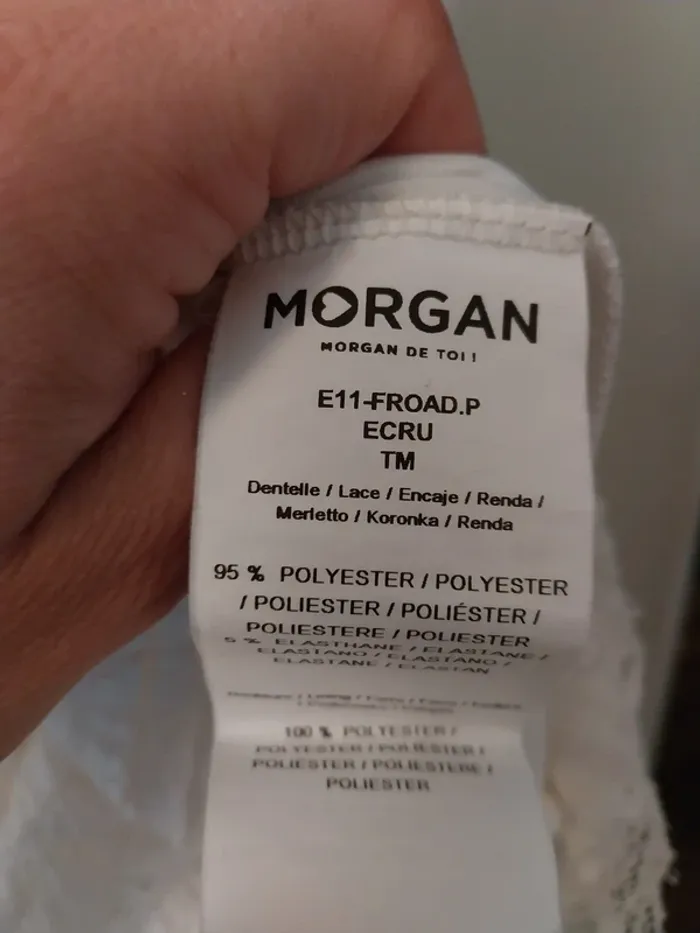 MORGAN
MORGAN DE TOI !
E11-FROAD.P
ECRU
TM
Dentelle / Lace / Encaje / Renda /
Merletto / Koronka / Renda
95 % POLYESTER / POLYESTER
/ POLIESTER / POLIÉSTER /
POLIESTERE / POLIESTER
5 % ELASTHANE / ELASTANE /
ELASTANO / ELASTANO /
ELASTANE / ELASTAN
100 % POLYESTER /
POLYESTER / POLIESTER /
POLIÉSTER / POLIESTERE /
POLIESTER